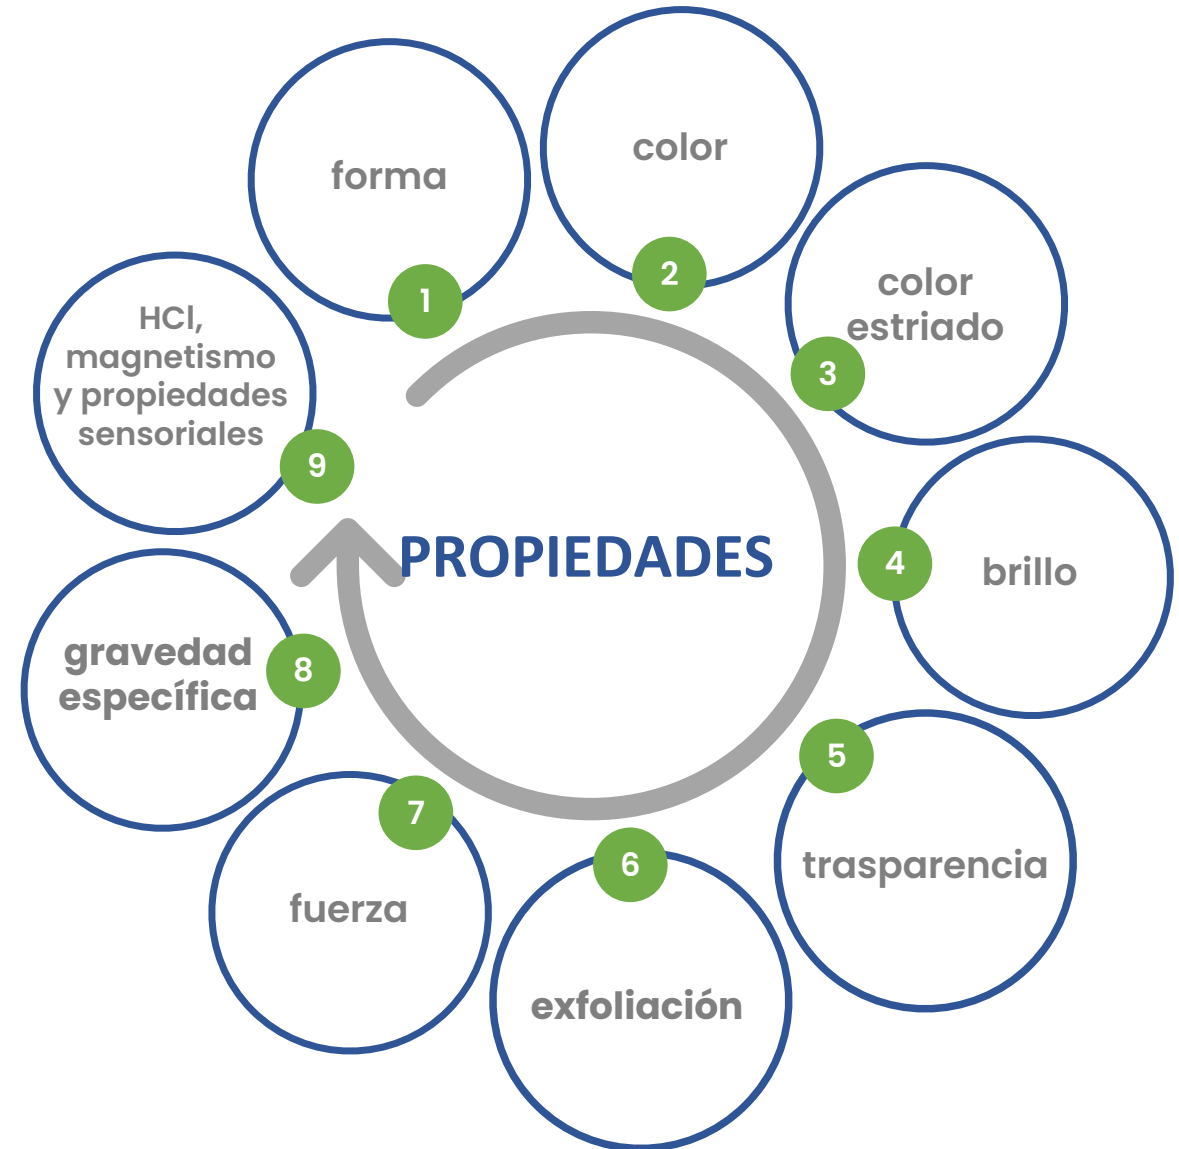 PROPIEDADES
1
forma
2
color
3
color
estriado
4
brillo
5
trasparencia
6
exfoliación
7
fuerza
8
gravedad
específica
9
HCl,
magnetismo
y propiedades
sensoriales